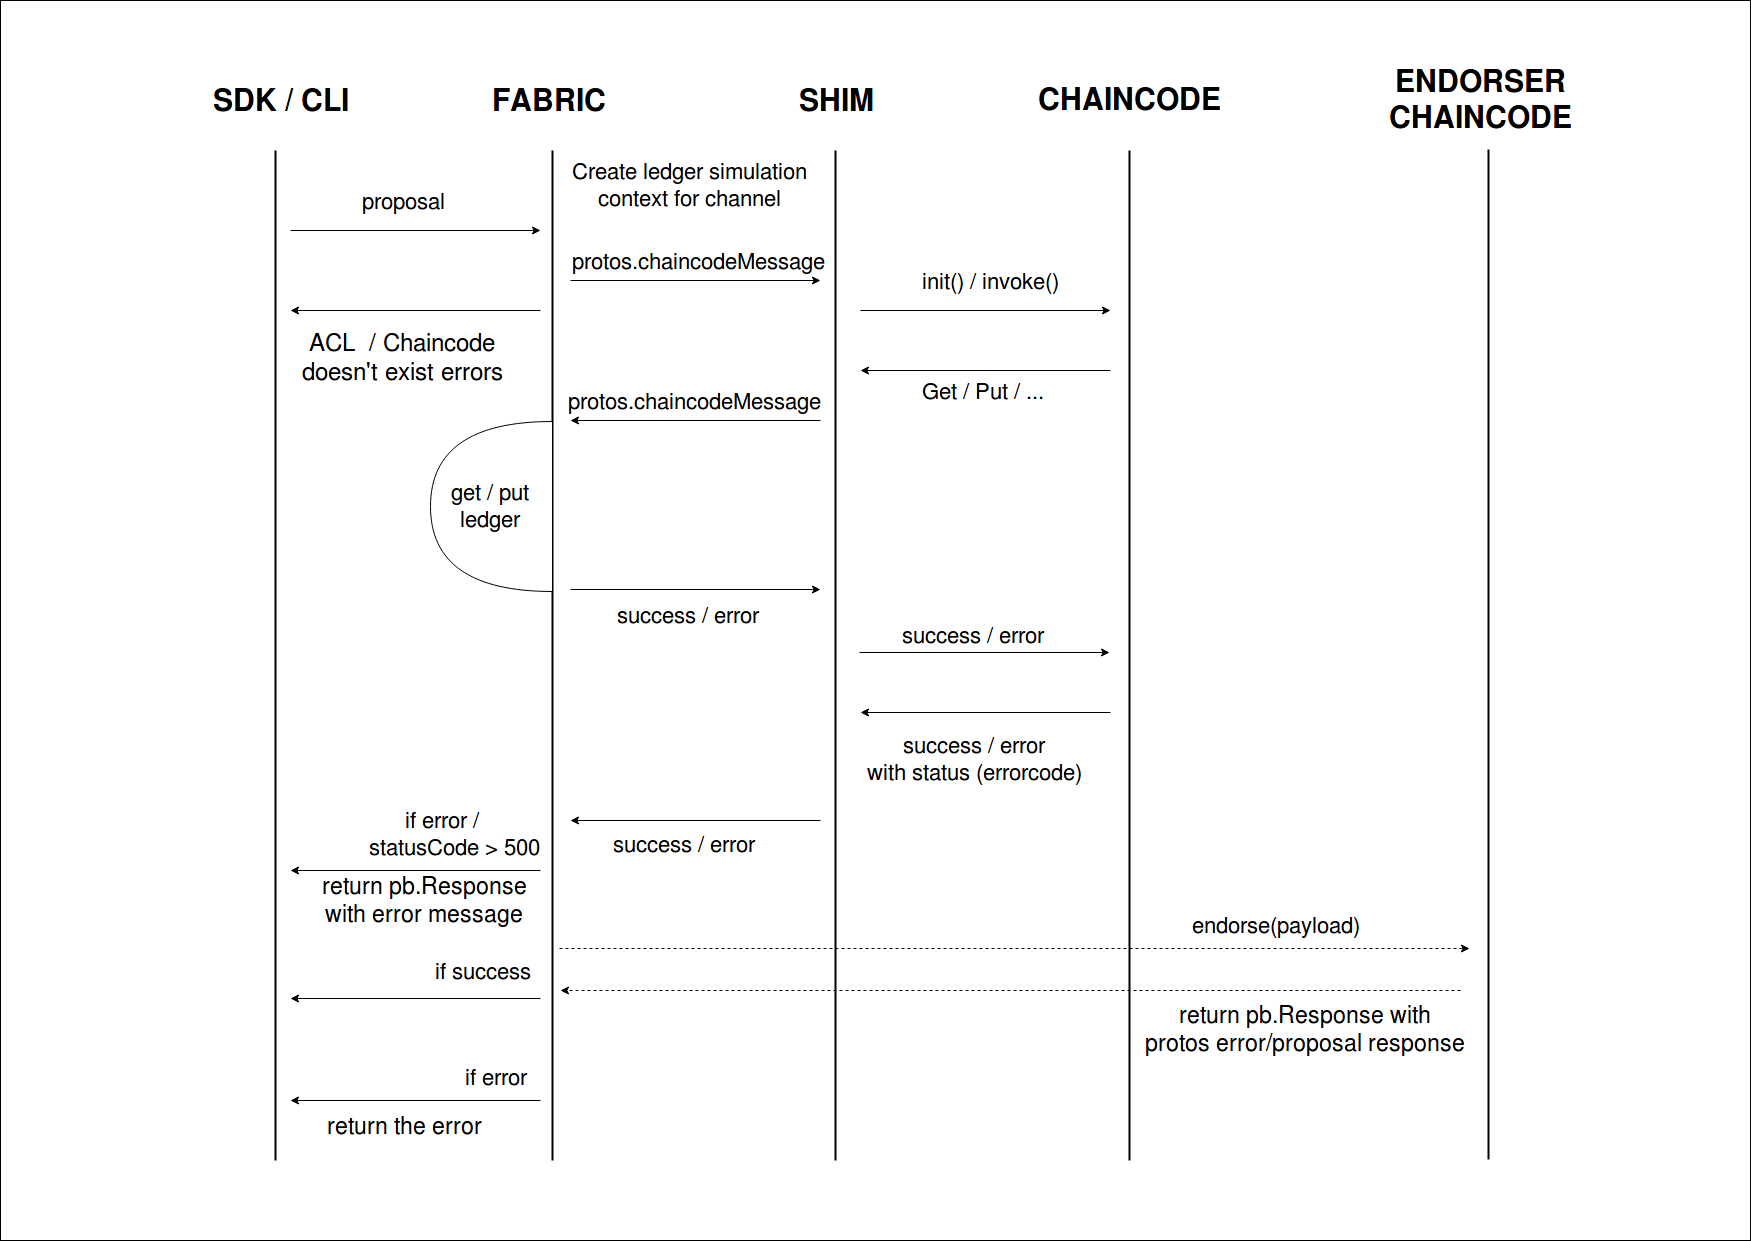 SDK / CLI
FABRIC
SHIM
CHAINCODE
ENDORSER
CHAINCODE
Create ledger simulation
context for channel
proposal
protos.chaincodeMessage
init() / invoke()
ACL / Chaincode
doesn't exist errors
Get / Put / ...
protos.chaincodeMessage
get / put
ledger
success / error
success / error
success / error
with status (errorcode)
if error /
statusCode > 500
success / error
return pb.Response
with error message
endorse(payload)
if success
return pb.Response with
protos error/proposal response
if error
return the error